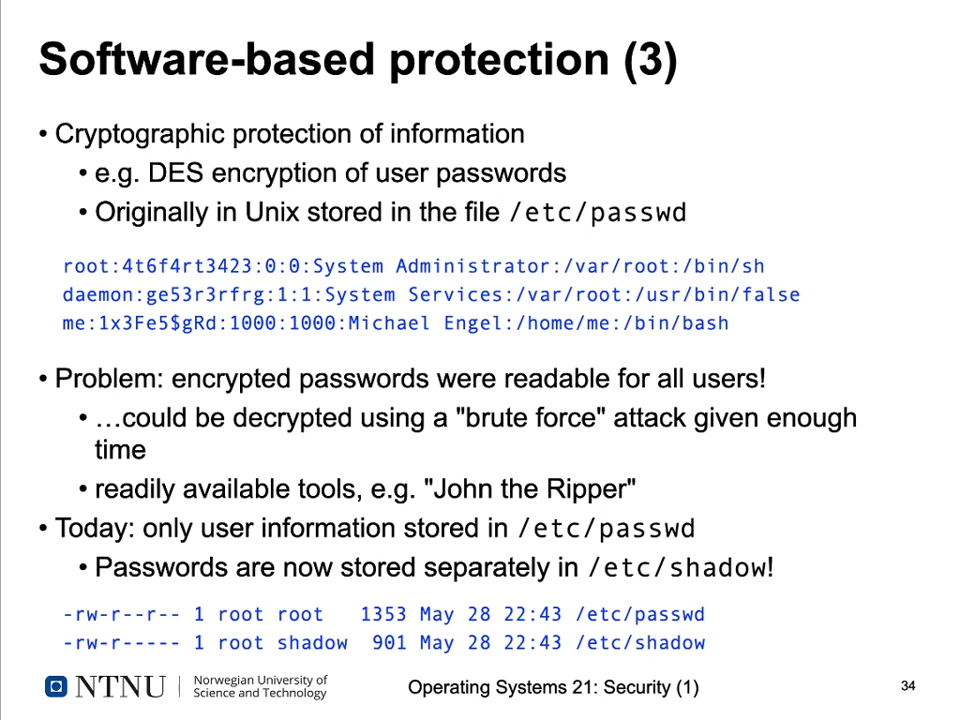 Software-based protection (3)
• Cryptographic protection of information
• e.g. DES encryption of user passwords
• Originally in Unix stored in the file /etc/passwd
root:4t6f4rt3423:0:0:System Administrator:/var/root:/bin/sh
daemon:ge53r3rfrg:1:1:System Services:/var/root:/usr/bin/false
me:1x3Fe5$gRd:1000:1000:Michael Engel:/home/me:/bin/bash
• Problem: encrypted passwords were readable for all users!
• …could be decrypted using a "brute force" attack given enough
time
• readily available tools, e.g. "John the Ripper"
• Today: only user information stored in /etc/passwd
• Passwords are now stored separately in /etc/shadow!
-rw-r--r-- 1 root root   1353 May 28 22:43 /etc/passwd
-rw-r----- 1 root shadow  901 May 28 22:43 /etc/shadow
NTNU
Norwegian University of
Science and Technology
Operating Systems 21: Security (1)
34